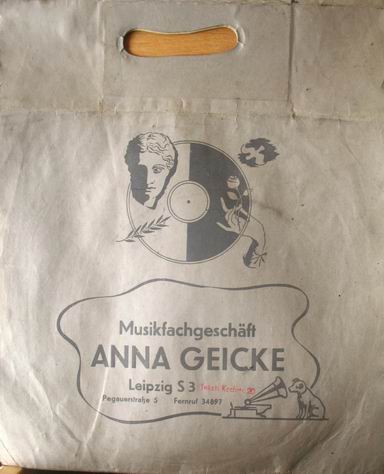 Musikfachgeschäft
ANNA GEICKE
Leipzig S 3
Pegauerstraße 5 Fernruf 34897